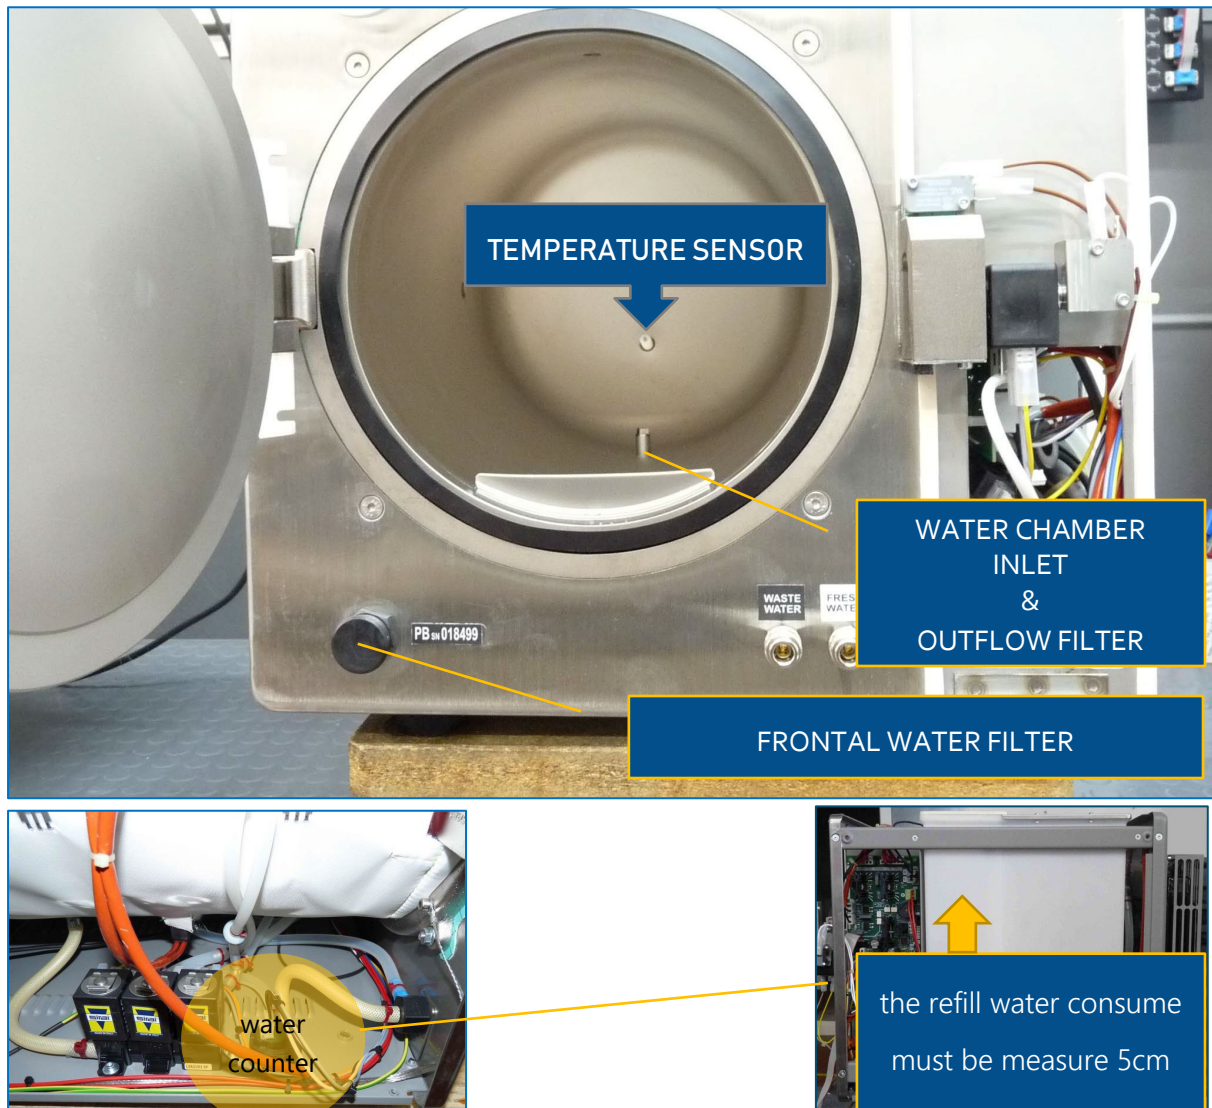 TEMPERATURE SENSOR
WATER CHAMBER
INLET
&
OUTFLOW FILTER
WASTE
WATER
PB SN 018499
FRONTAL WATER FILTER
water
counter
the refill water consume
must be measure 5cm